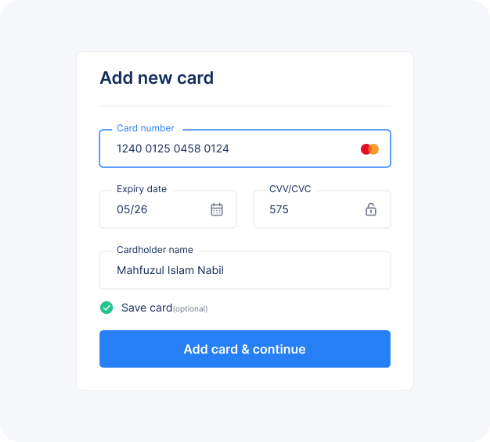 Add new card
Card number
1240 0125 0458 0124
Expiry date
05/26
CVV/CVC
575
Cardholder name
Mahfuzul Islam Nabil
Save card(optional)
Add card & continue